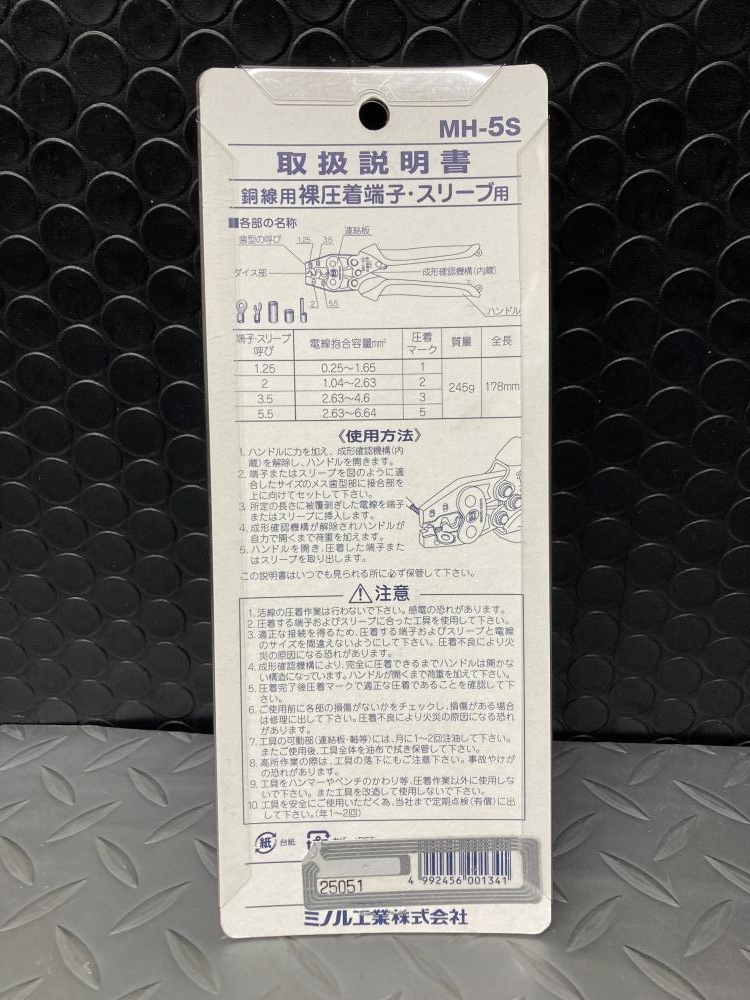 MH-5S
取扱説明書
銅線用裸圧着端子・スリーブ用
■各部の名称
歯型の呼び 1.25 3.5 連結板
ダイス部 成形確認機構(内蔵)
2 5.5 ハンドル
端子・スリーブ呼び 電線抱合容量mm² 圧着マーク 質量 全長
1.25 0.25〜1.65 1
2 1.04〜2.63 2
3.5 2.63〜4.6 3
5.5 2.63〜6.64 5
245g 178mm
《使用方法》
1. ハンドルに力を加え、成形確認機構(内
蔵)を解除し、ハンドルを開きます。
2. 端子またはスリーブを図のように適
合したサイズのメス歯型部に接合部を
上に向けてセットして下さい。
3. 所定の長さに被覆剥ぎした電線を端子
またはスリーブに挿入します。
4. 成形確認機構が解除されハンドルが
自力で開くまで荷重を加えます。
5. ハンドルを開き、圧着した端子また
はスリーブを取り出します。
この説明書はいつでも見られる所に必ず保管して下さい。
⚠注意
1. 活線の圧着作業は行わないで下さい。感電の恐れがあります。
2. 圧着する端子およびスリーブに合った工具を使用して下さい。
3. 適正な接続を得るため、圧着する端子およびスリーブと電線
のサイズを間違えないようにして下さい。圧着不良により火
災の原因になる恐れがあります。
4. 成形確認機構により、完全に圧着できるまでハンドルは開かな
い構造になっています。ハンドルが開くまで荷重を加えて下さい。
5. 圧着完了後圧着マークで適正な圧着であることを確認して下
さい。
6. ご使用前に各部の損傷がないかをチェックし、損傷がある場合
は修理に出して下さい。圧着不良により火災の原因になる恐れ
があります。
7. 工具の可動部(連結板・軸等)には、月に1〜2回注油して下さい。
またご使用後、工具全体を油布で拭き保管して下さい。
8. 高所作業の際は、工具の落下にもご注意下さい。事故やけが
の恐れがあります。
9. 工具をハンマーやペンチのかわり等、圧着作業以外に使用しな
いで下さい。また工具を改造して使用しないで下さい。
10. 工具を安全にご使用いただく為、当社まで定期点検(有償)に出
して下さい。(年1〜2回)
紙 台紙
25051
4 992456 001341
ミノル工業株式会社